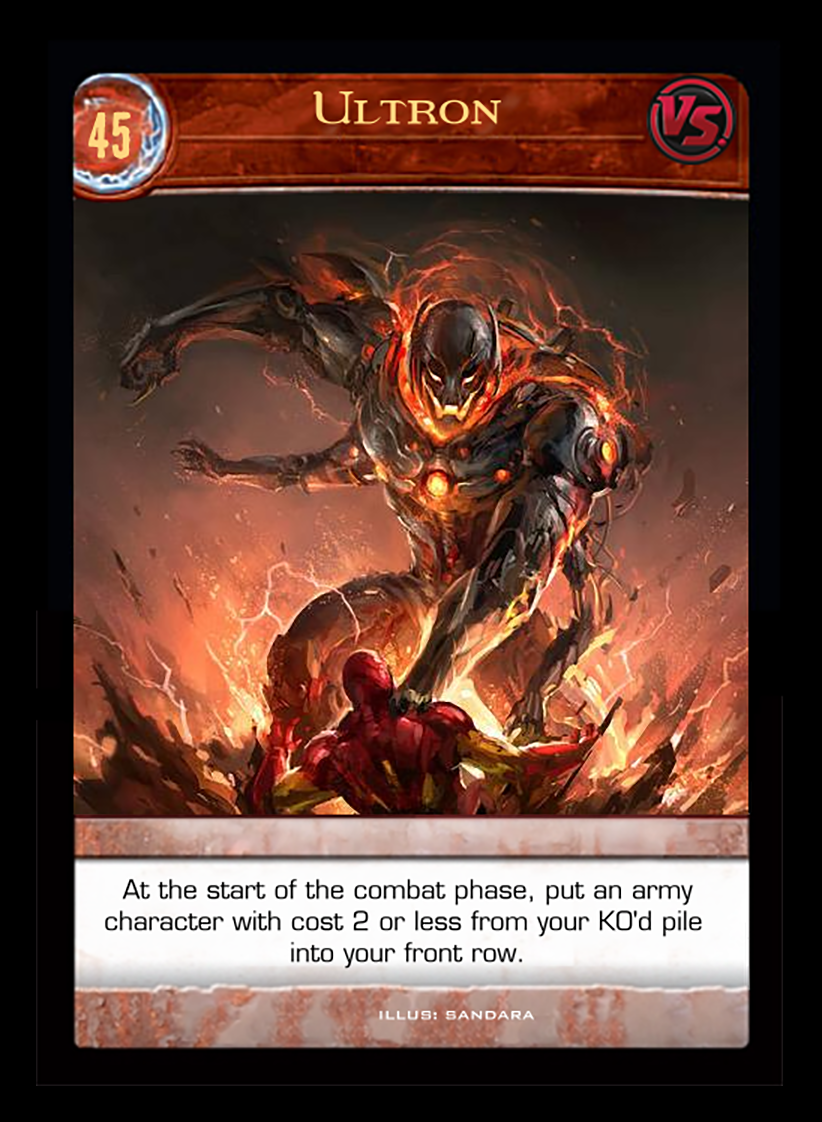 45
Ultron
VS.
At the start of the combat phase, put an army
character with cost 2 or less from your KO'd pile
into your front row.
ILLUS: SANDARA